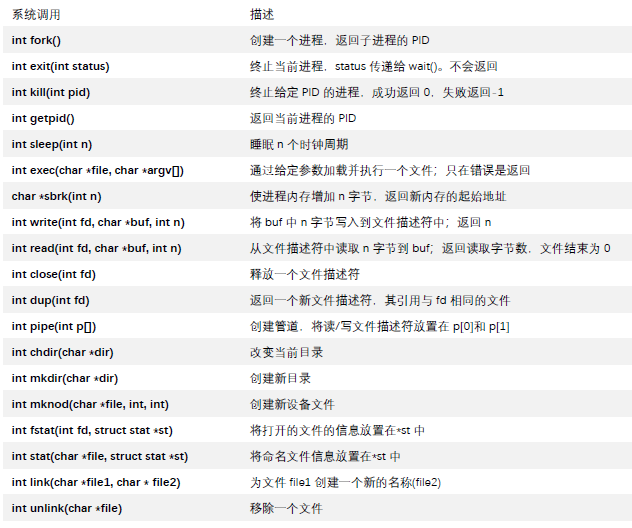 系统调用 描述
int fork() 创建一个进程，返回子进程的 PID
int exit(int status) 终止当前进程，status 传递给 wait()。不会返回
int kill(int pid) 终止给定 PID 的进程，成功返回 0，失败返回-1
int getpid() 返回当前进程的 PID
int sleep(int n) 睡眠 n 个时钟周期
int exec(char *file, char *argv[]) 通过给定参数加载并执行一个文件；只在错误是返回
char *sbrk(int n) 使进程内存增加 n 字节，返回新内存的起始地址
int write(int fd, char *buf, int n) 将 buf 中 n 字节写入到文件描述符中；返回 n
int read(int fd, char *buf, int n) 从文件描述符中读取 n 字节到 buf；返回读取字节数，文件结束为 0
int close(int fd) 释放一个文件描述符
int dup(int fd) 返回一个新文件描述符，其引用与 fd 相同的文件
int pipe(int p[]) 创建管道，将读/写文件描述符放置在 p[0]和 p[1]
int chdir(char *dir) 改变当前目录
int mkdir(char *dir) 创建新目录
int mknod(char *file, int, int) 创建新设备文件
int fstat(int fd, struct stat *st) 将打开的文件的信息放置在*st 中
int stat(char *file, struct stat *st) 将命名文件信息放置在*st 中
int link(char *file1, char * file2) 为文件 file1 创建一个新的名称(file2)
int unlink(char *file) 移除一个文件